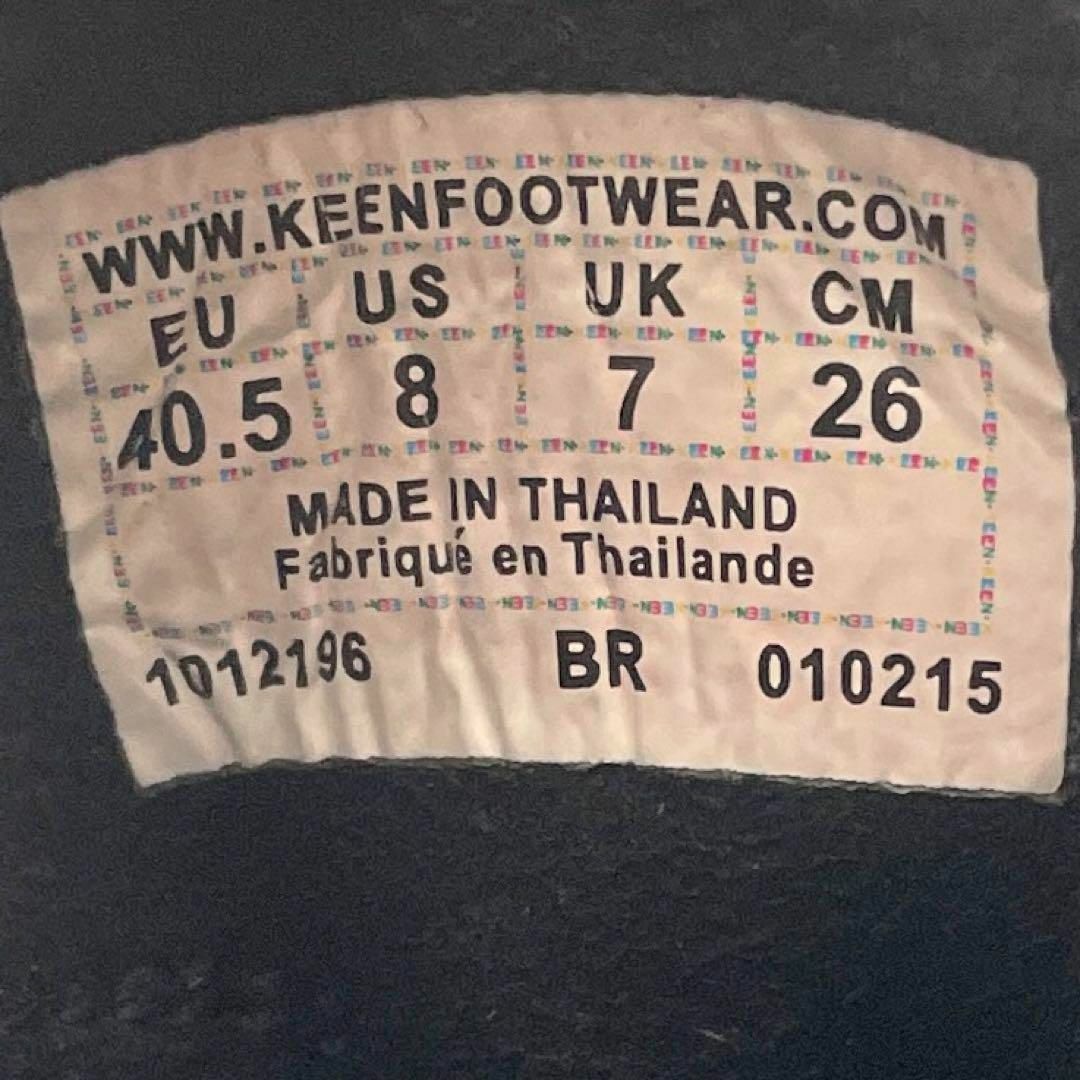 WWW.KEENFOOTWEAR.COM
EU US UK CM
40.5 8 7 26
MADE IN THAILAND
Fabriqué en Thailande
1012196 BR 010215